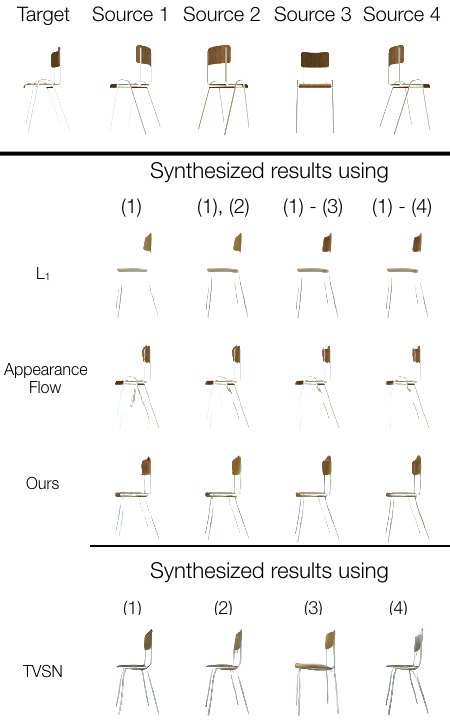 Target Source 1 Source 2 Source 3 Source 4
Synthesized results using
(1) (1), (2) (1) - (3) (1) - (4)
L₁
Appearance
Flow
Ours
Synthesized results using
(1) (2) (3) (4)
TVSN